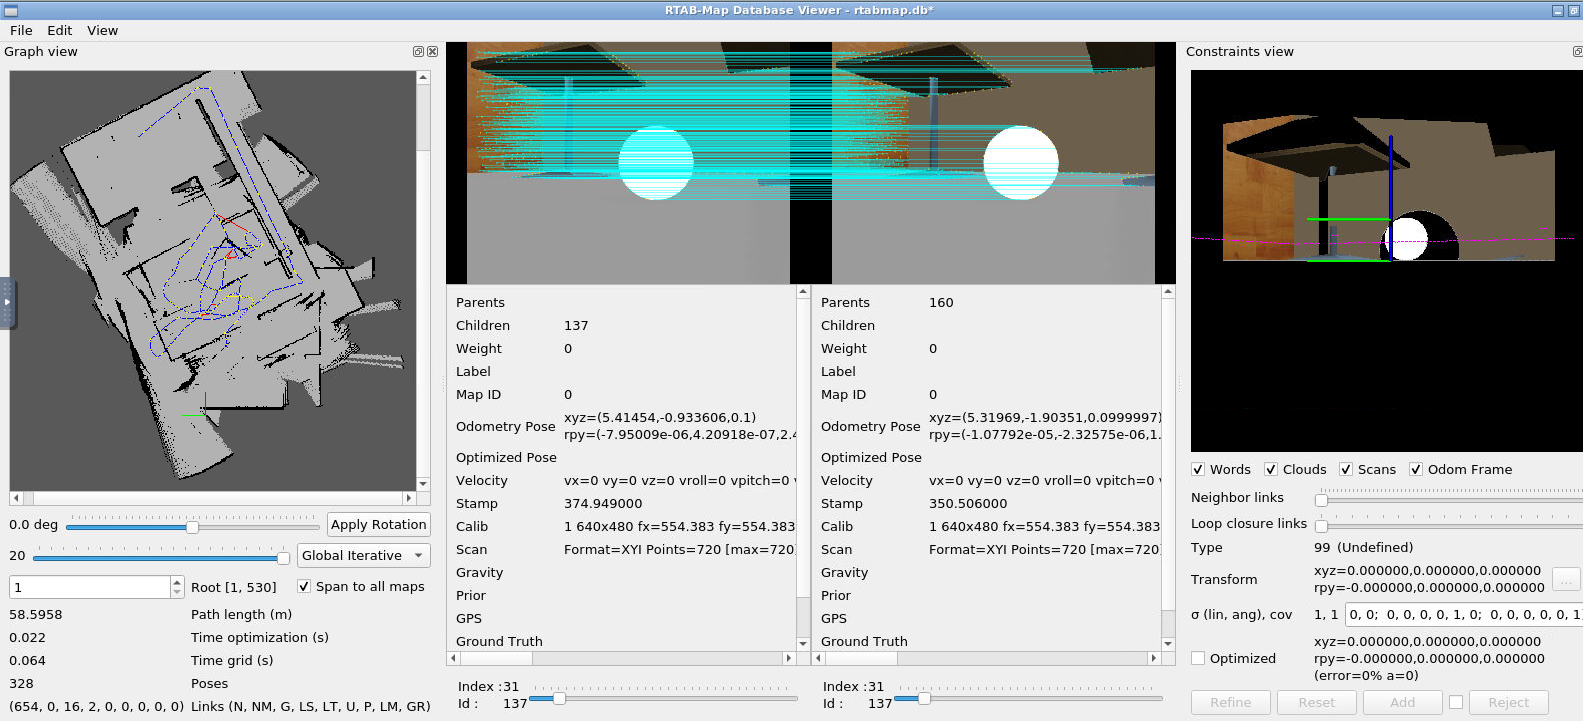 RTAB-Map Database Viewer - rtabmap.db*
File Edit View
Graph view
0.0 deg Apply Rotation
20 Global Iterative
1 Root [1, 530] Span to all maps
58.5958 Path length (m)
0.022 Time optimization (s)
0.064 Time grid (s)
328 Poses
(654, 0, 16, 2, 0, 0, 0, 0, 0) Links (N, NM, G, LS, LT, U, P, LM, GR)
Parents
Children 137
Weight 0
Label
Map ID 0
Odometry Pose xyz=(5.41454,-0.933606,0.1)
rpy=(-7.95009e-06,4.20918e-07,2.4
Optimized Pose
Velocity vx=0 vy=0 vz=0 vroll=0 vpitch=0 v
Stamp 374.949000
Calib 1 640x480 fx=554.383 fy=554.383
Scan Format=XYI Points=720 [max=720]
Gravity
Prior
GPS
Ground Truth
Index :31
Id : 137
Parents 160
Children
Weight 0
Label
Map ID 0
Odometry Pose xyz=(5.31969,-1.90351,0.0999997)
rpy=(-1.07792e-05,-2.32575e-06,1.
Optimized Pose
Velocity vx=0 vy=0 vz=0 vroll=0 vpitch=0 v
Stamp 350.506000
Calib 1 640x480 fx=554.383 fy=554.383
Scan Format=XYI Points=720 [max=720]
Gravity
Prior
GPS
Ground Truth
Index :31
Id : 137
Constraints view
Words Clouds Scans Odom Frame
Neighbor links
Loop closure links
Type 99 (Undefined)
Transform xyz=0.000000,0.000000,0.000000
rpy=-0.000000,0.000000,0.000000
...
σ (lin, ang), cov 1, 1 0, 0; 0, 0, 0, 0, 1, 0; 0, 0, 0, 0, 0, 1
Optimized xyz=0.000000,0.000000,0.000000
rpy=-0.000000,0.000000,0.000000
(error=0% a=0)
Refine Reset Add Reject